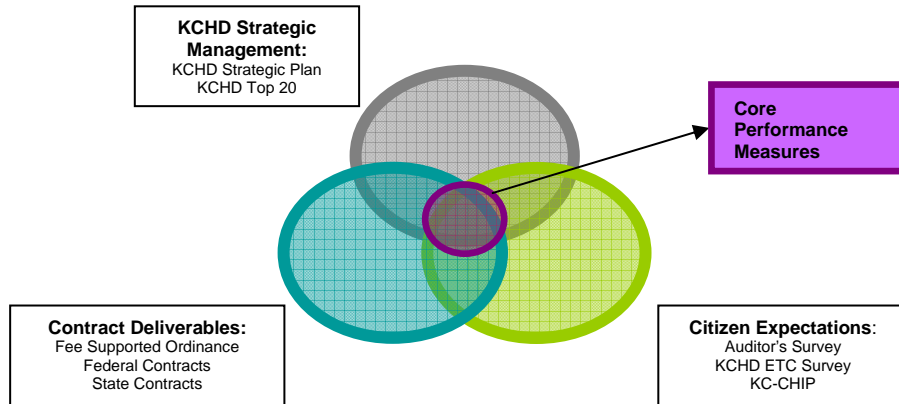 KCHD Strategic
Management:
KCHD Strategic Plan
KCHD Top 20
Core
Performance
Measures
Contract Deliverables:
Fee Supported Ordinance
Federal Contracts
State Contracts
Citizen Expectations:
Auditor's Survey
KCHD ETC Survey
KC-CHIP